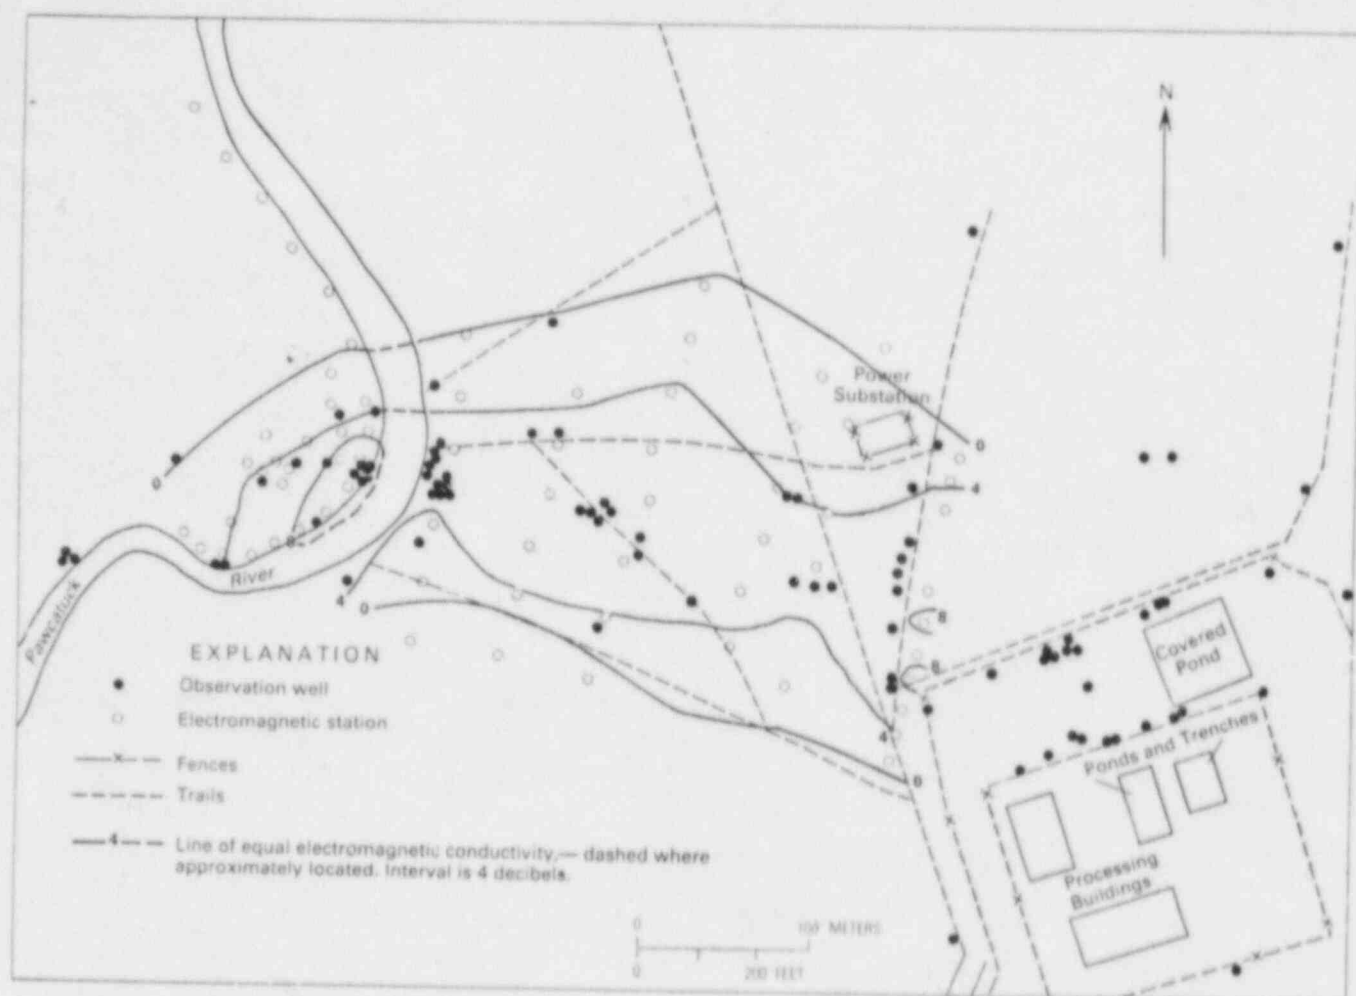 N
Power
Substation
0
0
4
8
8
River
Pawcatuck
4
0
4
0
Covered
Pond
Ponds and Trenches
Processing
Buildings
EXPLANATION
Observation well
Electromagnetic station
Fences
Trails
4
Line of equal electromagnetic conductivity,— dashed where
approximately located. Interval is 4 decibels.
0 100 METERS
0 200 FEET